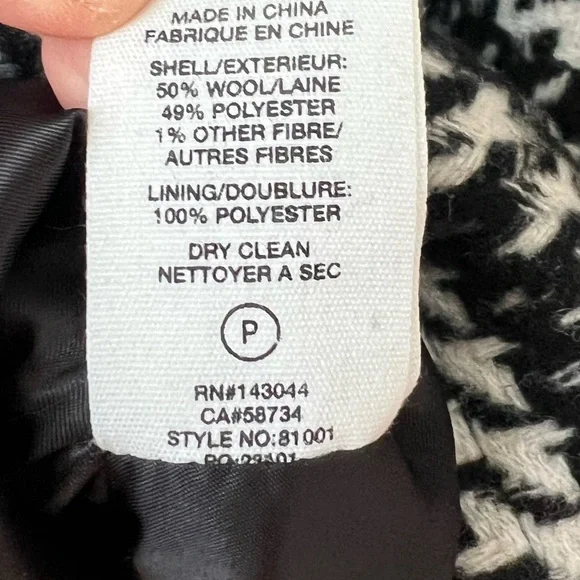 MADE IN CHINA
FABRIQUE EN CHINE
SHELL/EXTERIEUR:
50% WOOL/LAINE
49% POLYESTER
1% OTHER FIBRE/
AUTRES FIBRES
LINING/DOUBLURE:
100% POLYESTER
DRY CLEAN
NETTOYER A SEC
P
RN#143044
CA#58734
STYLE NO:81001